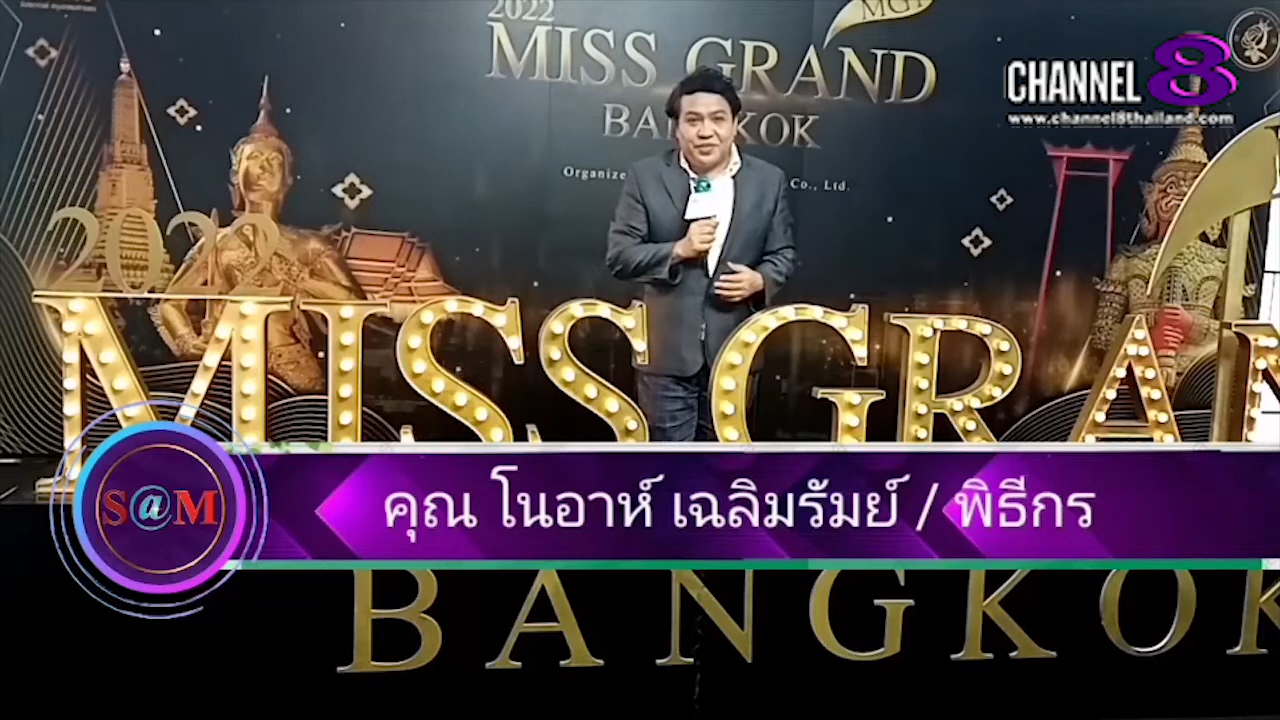 2022
MGT
MISS GRAND
BANGKOK
CHANNEL 8
www.channel8thailand.com
Organize
Co., Ltd.
2022
MISS GRAN
S@M
คุณ โนอาห์ เฉลิมรัมย์ / พิธีกร
BANGKOK